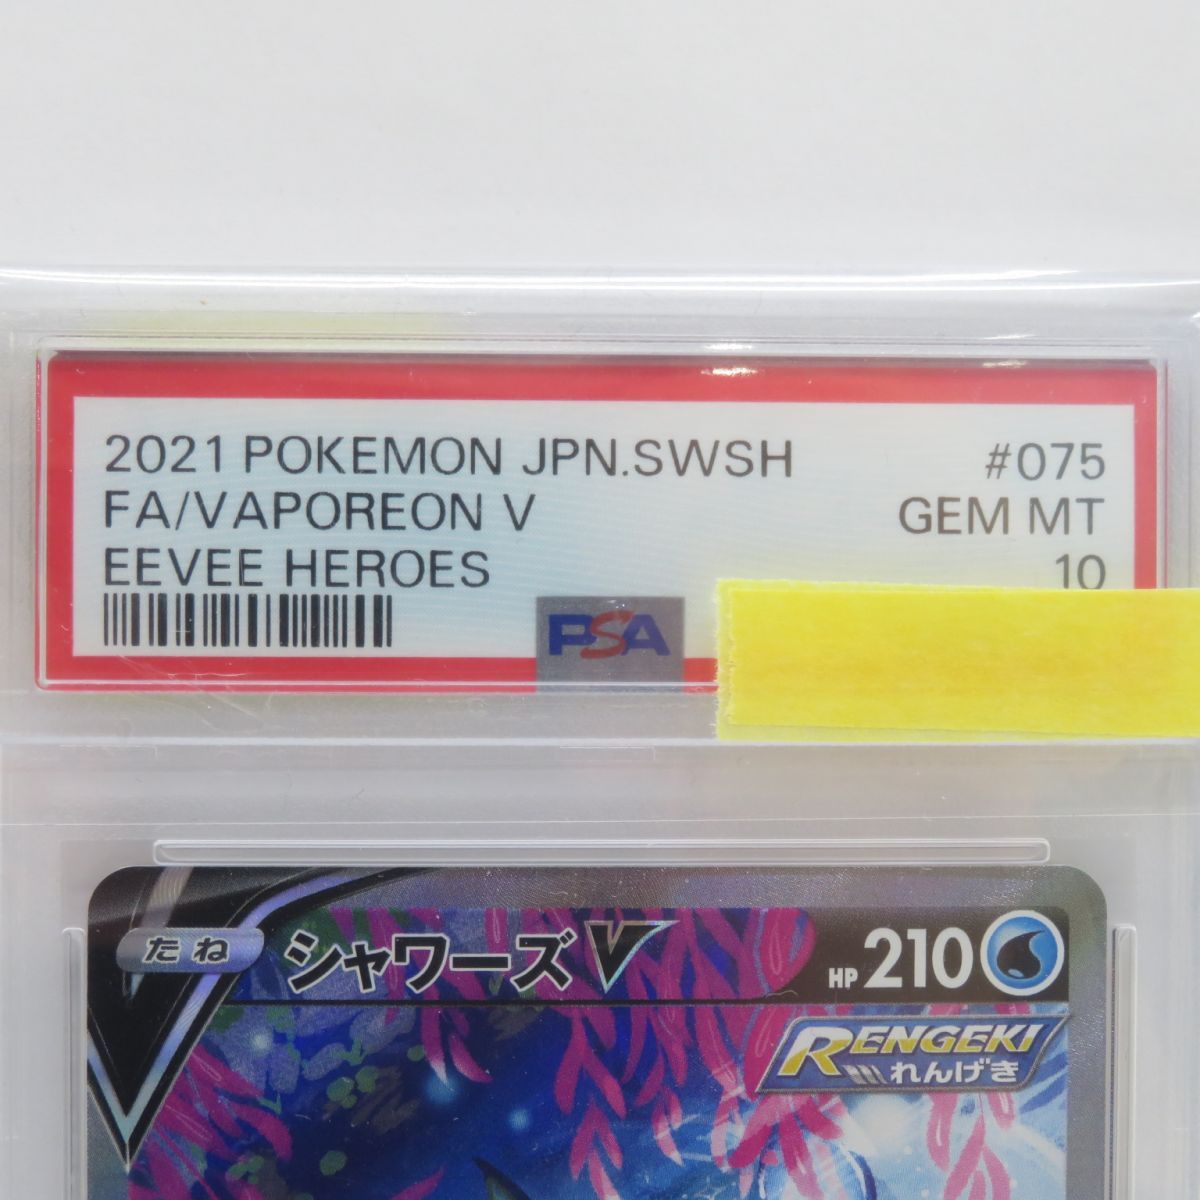 2021 POKEMON JPN.SWSH #075
FA/VAPOREON V GEM MT
EEVEE HEROES 10
PSA
たね シャワーズV HP 210
RENGEKI
れんげき